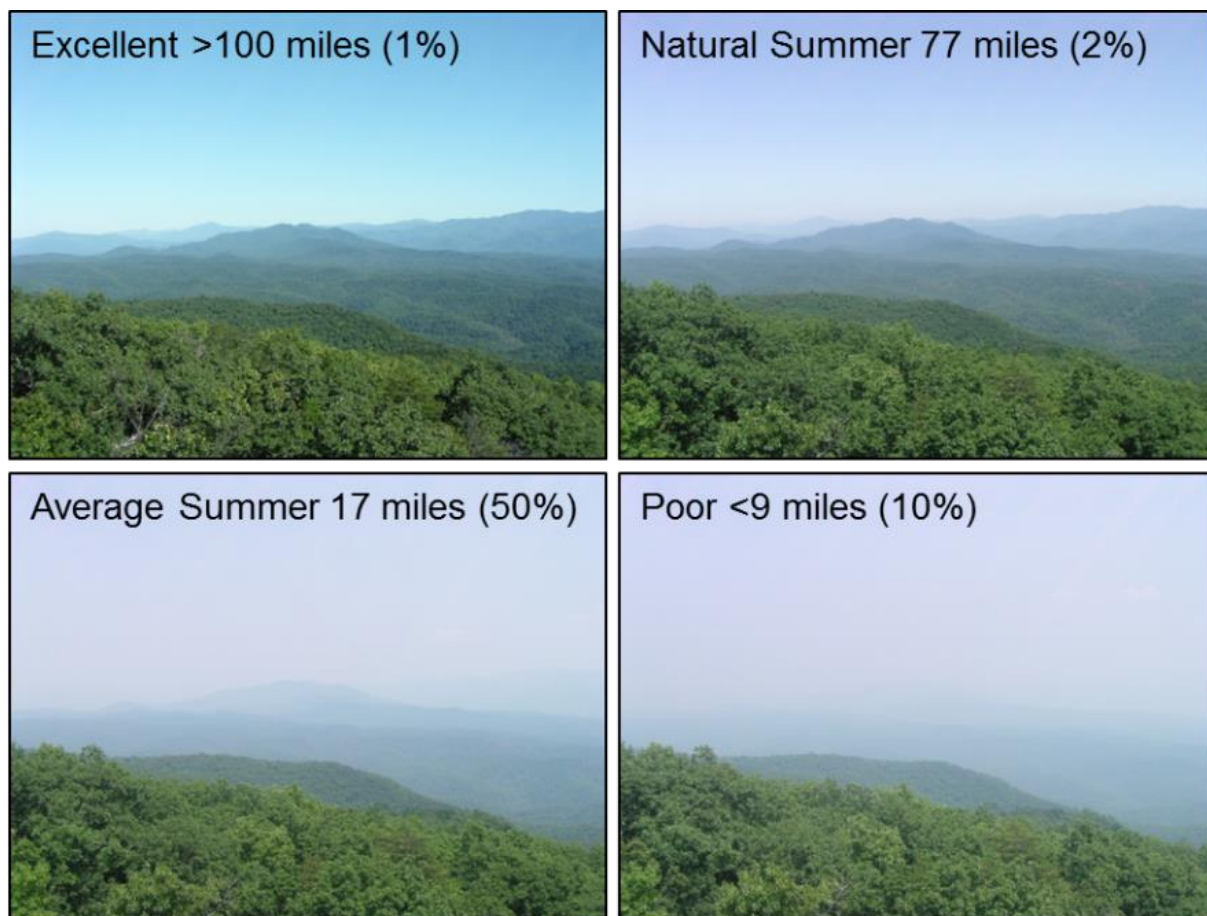 Excellent >100 miles (1%)
Natural Summer 77 miles (2%)
Average Summer 17 miles (50%)
Poor <9 miles (10%)